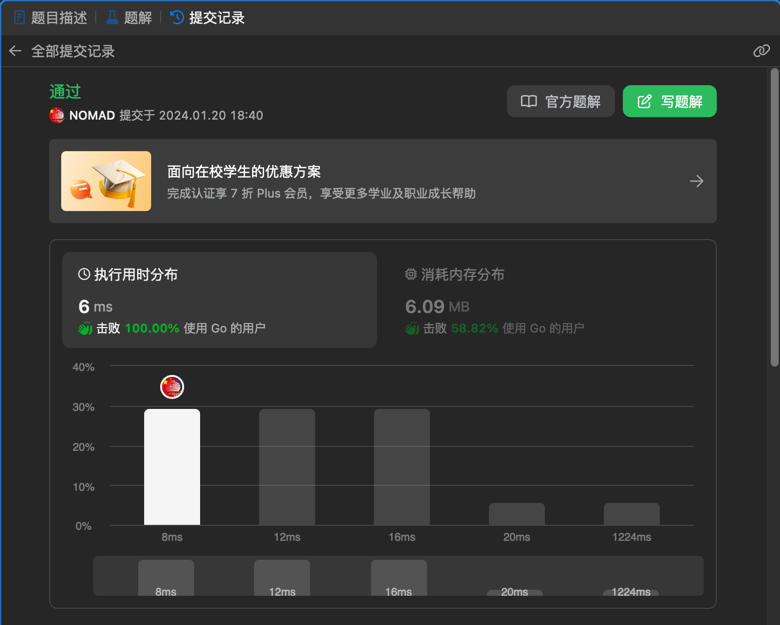 题目描述 题解 提交记录
全部提交记录
通过
NOMAD 提交于 2024.01.20 18:40
官方题解
写题解
面向在校学生的优惠方案
完成认证享 7 折 Plus 会员，享受更多学业及职业成长帮助
执行用时分布
6 ms
击败 100.00% 使用 Go 的用户
消耗内存分布
6.09 MB
击败 58.82% 使用 Go 的用户
40%
30%
20%
10%
0%
8ms 12ms 16ms 20ms 1224ms
8ms 12ms 16ms 20ms 1224ms